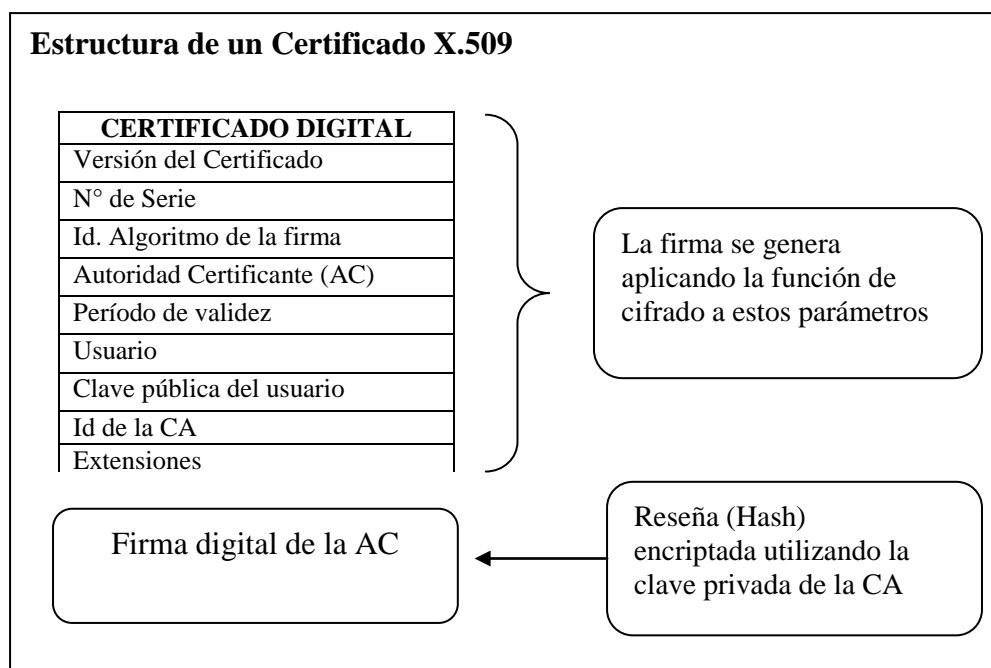 Estructura de un Certificado X.509
CERTIFICADO DIGITAL
Versión del Certificado
N° de Serie
Id. Algoritmo de la firma
Autoridad Certificante (AC)
Período de validez
Usuario
Clave pública del usuario
Id de la CA
Extensiones
La firma se genera
aplicando la función de
cifrado a estos parámetros
Firma digital de la AC
Reseña (Hash)
encriptada utilizando la
clave privada de la CA